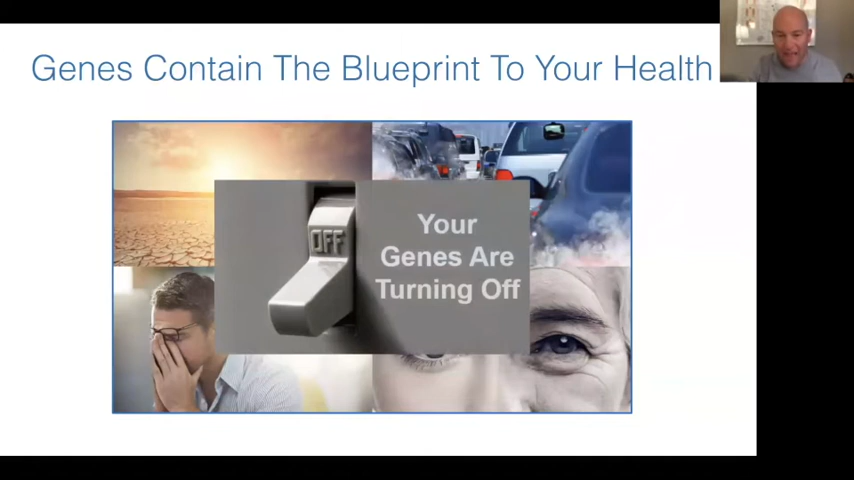 Genes Contain The Blueprint To Your Health
OFF
Your
Genes Are
Turning Off